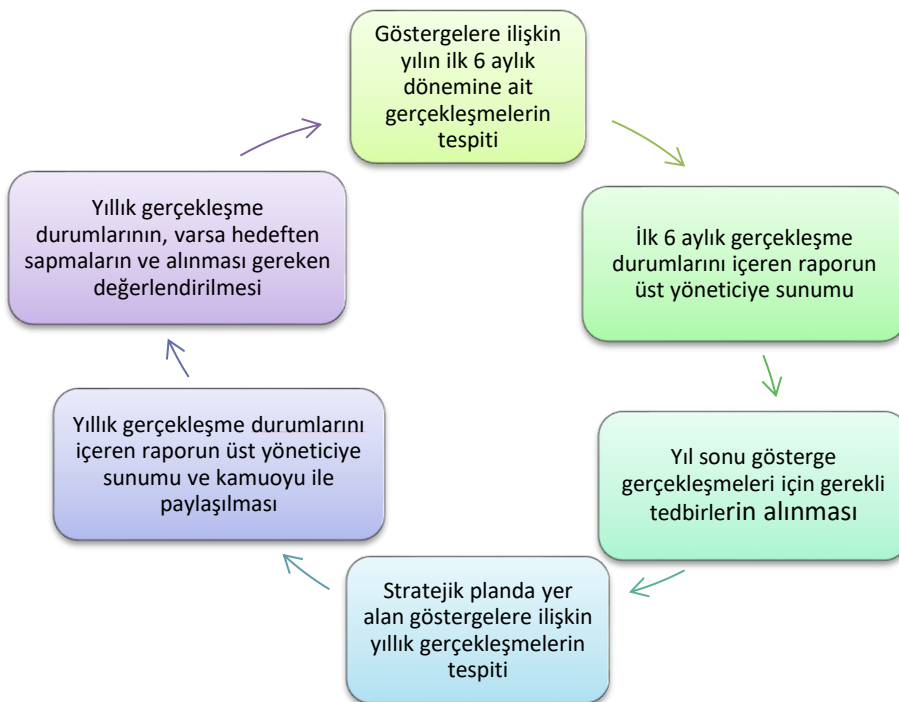 Göstergelere ilişkin
yılın ilk 6 aylık
dönemine ait
gerçekleşmelerin
tespiti
İlk 6 aylık gerçekleşme
durumlarını içeren raporun
üst yöneticiye sunumu
Yıl sonu gösterge
gerçekleşmeleri için gerekli
tedbirlerin alınması
Stratejik planda yer
alan göstergelere ilişkin
yıllık gerçekleşmelerin
tespiti
Yıllık gerçekleşme durumlarını
içeren raporun üst yöneticiye
sunumu ve kamuoyu ile
paylaşılması
Yıllık gerçekleşme
durumlarının, varsa hedeften
sapmaların ve alınması gereken
değerlendirilmesi